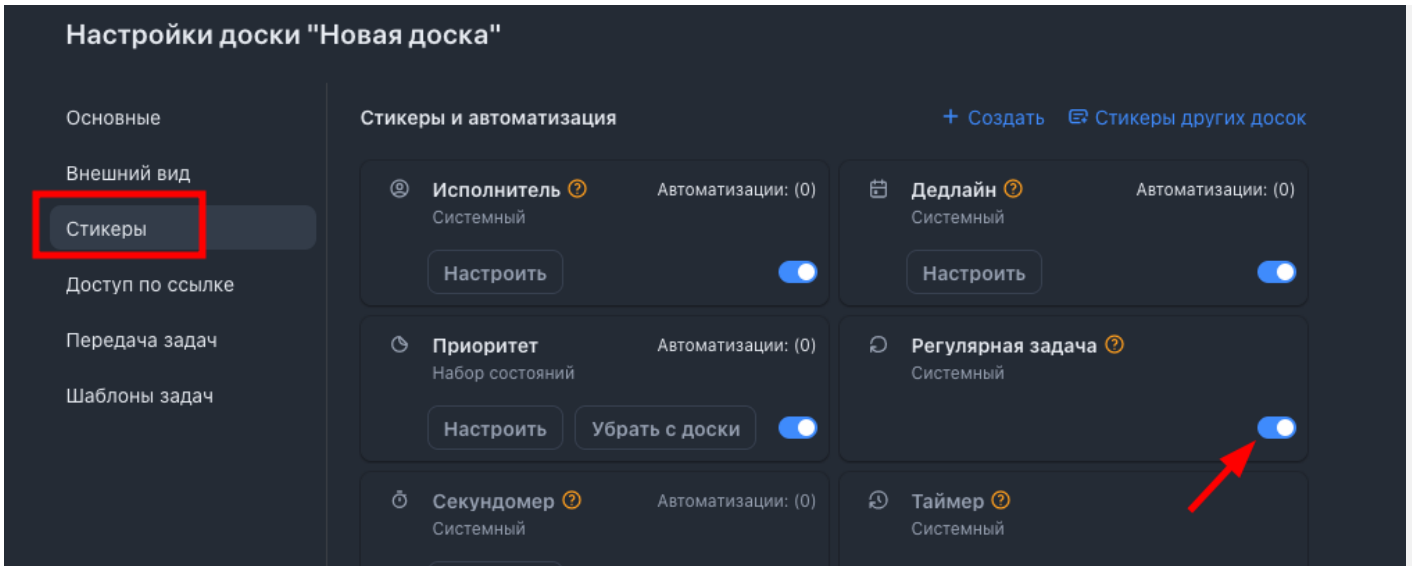 Настройки доски "Новая доска"
Основные
Внешний вид
Стикеры
Доступ по ссылке
Передача задач
Шаблоны задач
Стикеры и автоматизация
+ Создать
Стикеры других досок
Исполнитель ?
Автоматизации: (0)
Системный
Настроить
Дедлайн ?
Автоматизации: (0)
Системный
Настроить
Приоритет
Автоматизации: (0)
Набор состояний
Настроить
Убрать с доски
Регулярная задача ?
Системный
Секундомер ?
Автоматизации: (0)
Системный
Таймер ?
Системный